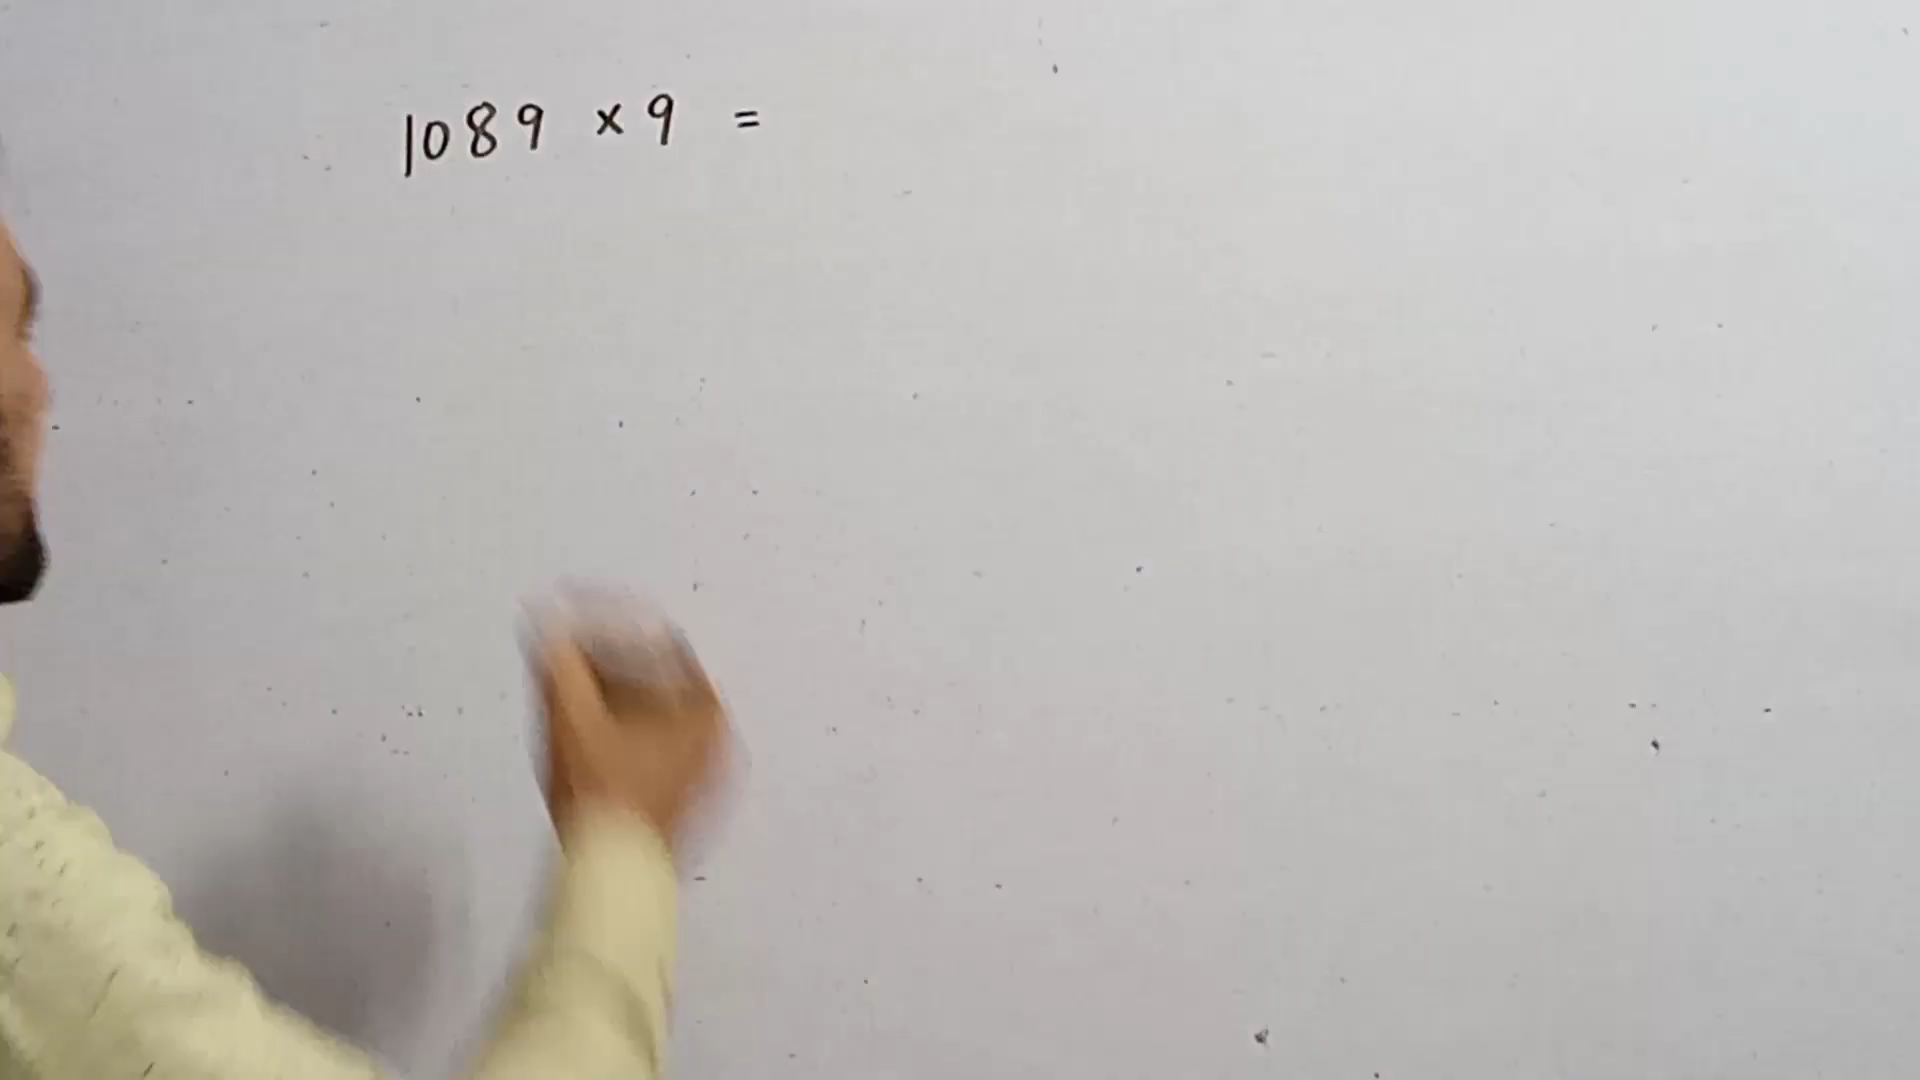 1089 × 9 =